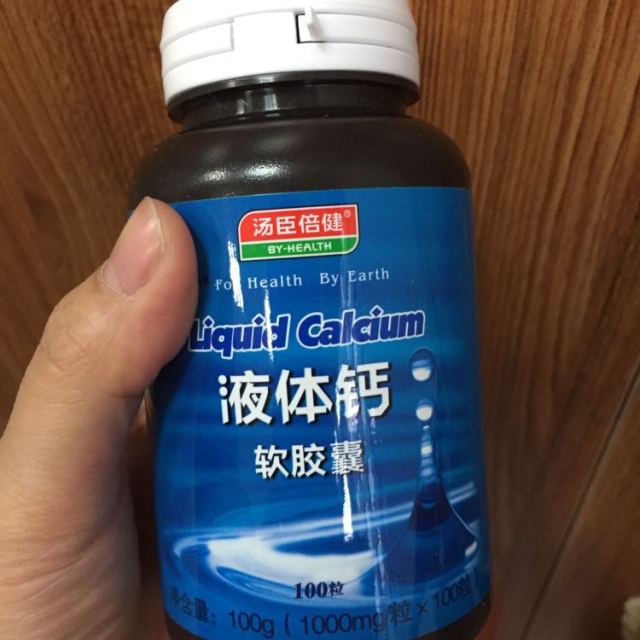 汤臣倍健®
BY-HEALTH
For Health By Earth
Liquid Calcium
液体钙
软胶囊
100粒
净含量: 100g (1000mg/粒×100粒